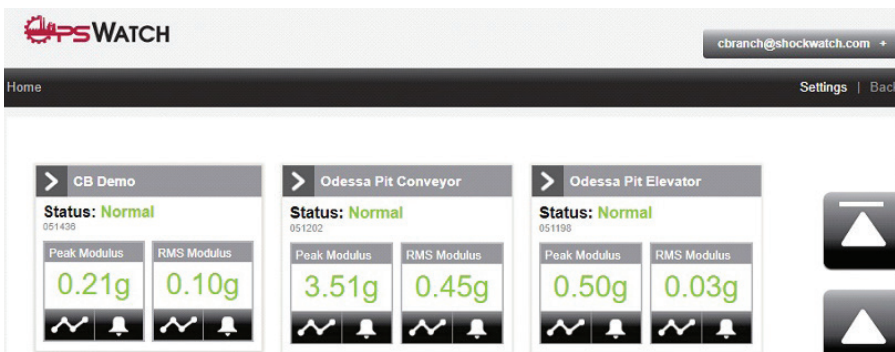 OPSWATCH
cbranch@shockwatch.com +
Home
Settings | Back
CB Demo
Status: Normal
051436
Peak Modulus
RMS Modulus
0.21g
0.10g
Odessa Pit Conveyor
Status: Normal
051202
Peak Modulus
RMS Modulus
3.51g
0.45g
Odessa Pit Elevator
Status: Normal
051198
Peak Modulus
RMS Modulus
0.50g
0.03g